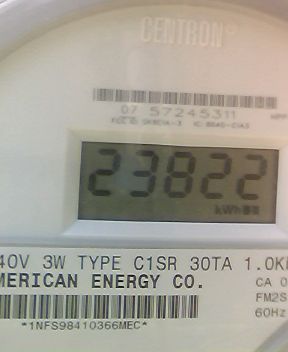 CENTRON®
07 57245311
23822
kWh
40V 3W TYPE C1SR 30TA 1.0K
MERICAN ENERGY CO.
CA 0
FM2S
60Hz
*1NFS98410366MEC*